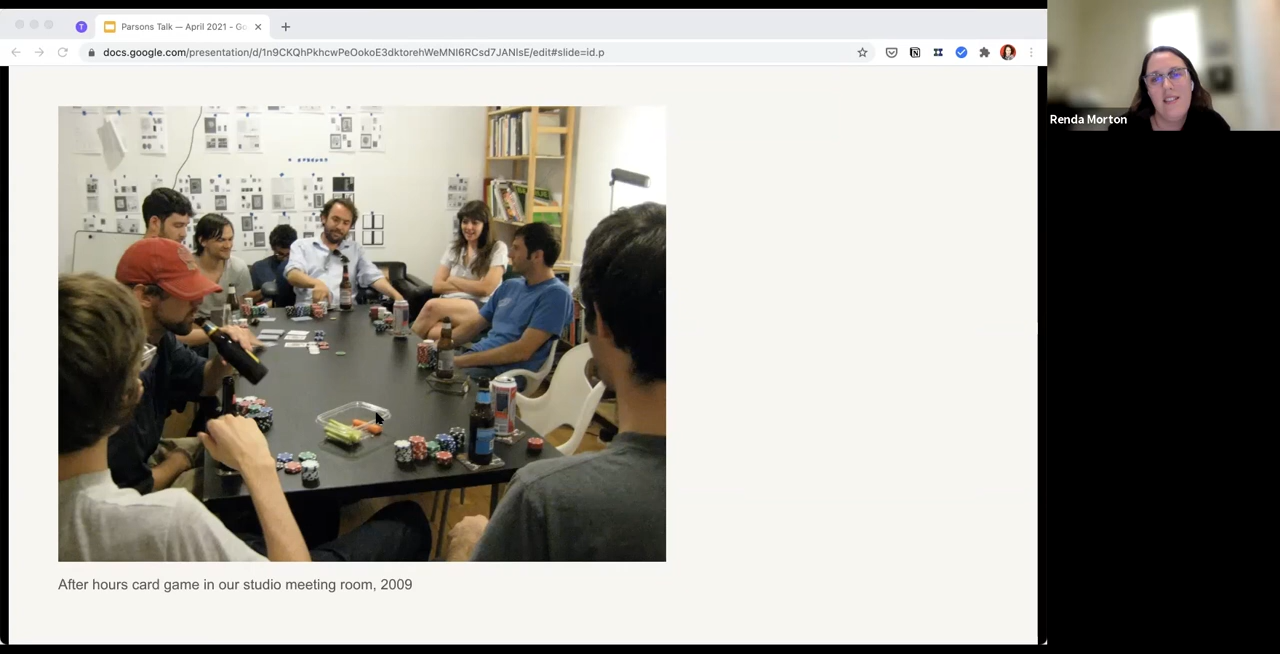 T
Parsons Talk — April 2021 - Go
docs.google.com/presentation/d/1n9CKQhPkhcwPeOokoE3dktorehWeMNI6RCsd7JANlsE/edit#slide=id.p
Renda Morton
After hours card game in our studio meeting room, 2009